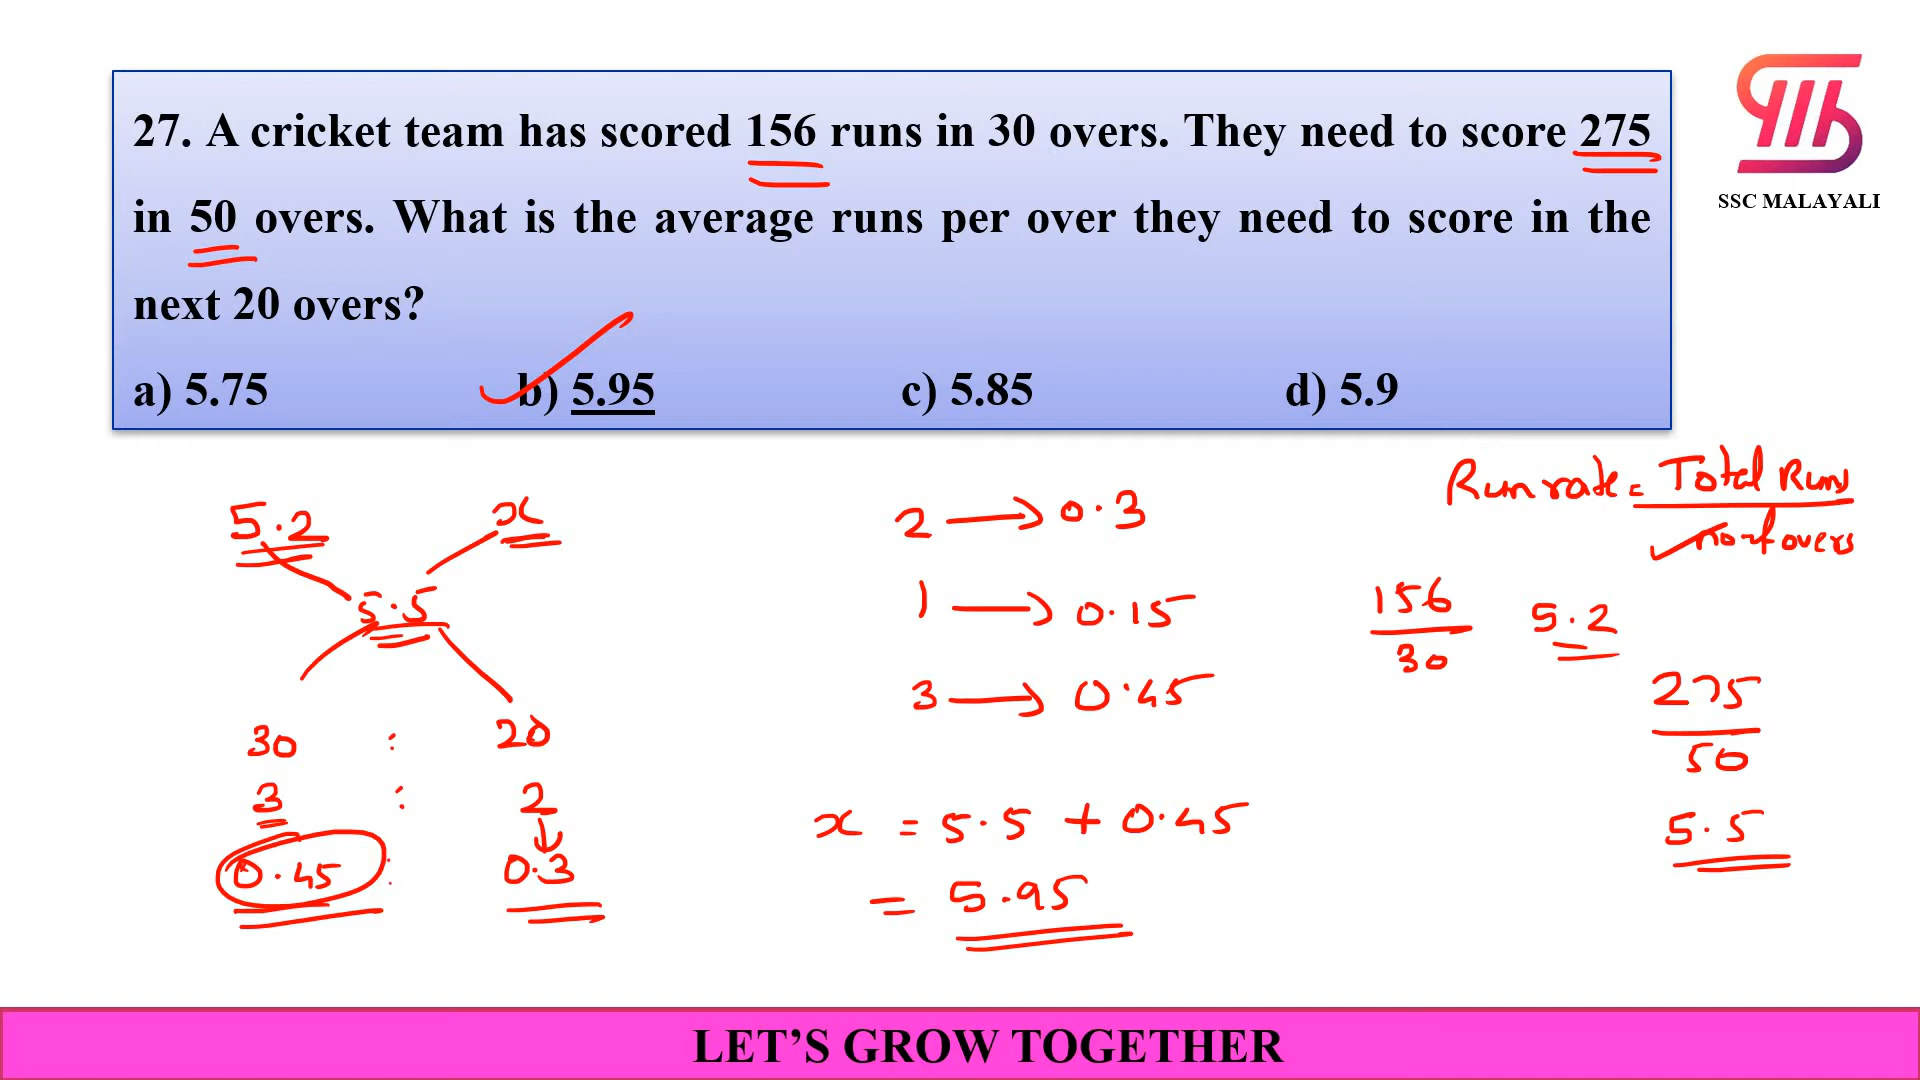 27. A cricket team has scored 156 runs in 30 overs. They need to score 275
in 50 overs. What is the average runs per over they need to score in the
next 20 overs?
a) 5.75 b) 5.95 c) 5.85 d) 5.9
SSC MALAYALI
5.2 x
5.5
30 : 20
3 : 2
0.45 : 0.3
2 → 0.3
1 → 0.15
3 → 0.45
x = 5.5 + 0.45
= 5.95
Run rate = Total Runs
no of overs
156
30
5.2
275
50
5.5
LET’S GROW TOGETHER